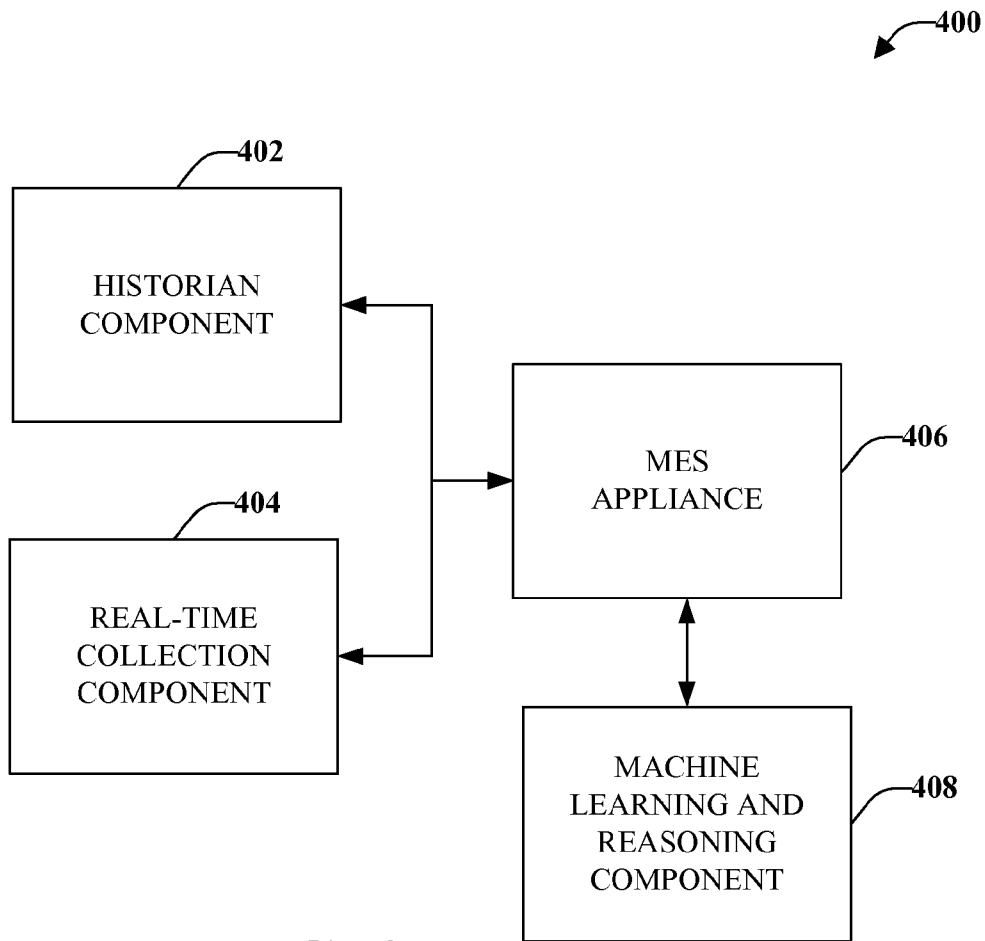 400
402
HISTORIAN
COMPONENT
406
MES
APPLIANCE
404
REAL-TIME
COLLECTION
COMPONENT
MACHINE
LEARNING AND
REASONING
COMPONENT
408